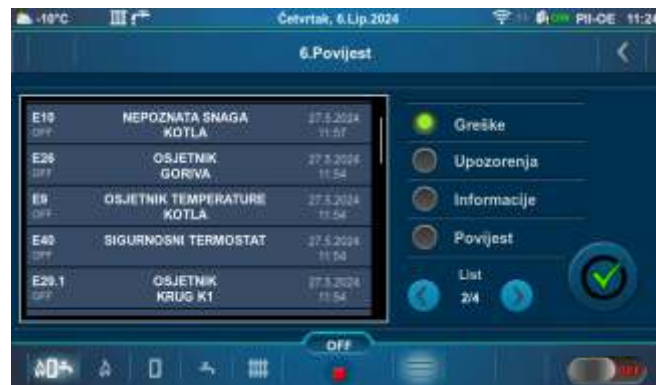 -10°C
Četvrtak, 6.Lip.2024
PII-OE 11:24
6.Povijest
E10 NEPOZNATA SNAGA 27.5.2024
OFF KOTLA 11:57
E26 OSJETNIK 27.5.2024
OFF GORIVA 11:54
E9 OSJETNIK TEMPERATURE 27.5.2024
OFF KOTLA 11:54
E40 SIGURNOSNI TERMOSTAT 27.5.2024
OFF 11:54
E29.1 OSJETNIK 27.5.2024
OFF KRUG K1 11:54
Greške
Upozorenja
Informacije
Povijest
List
2/4
OFF
OFF